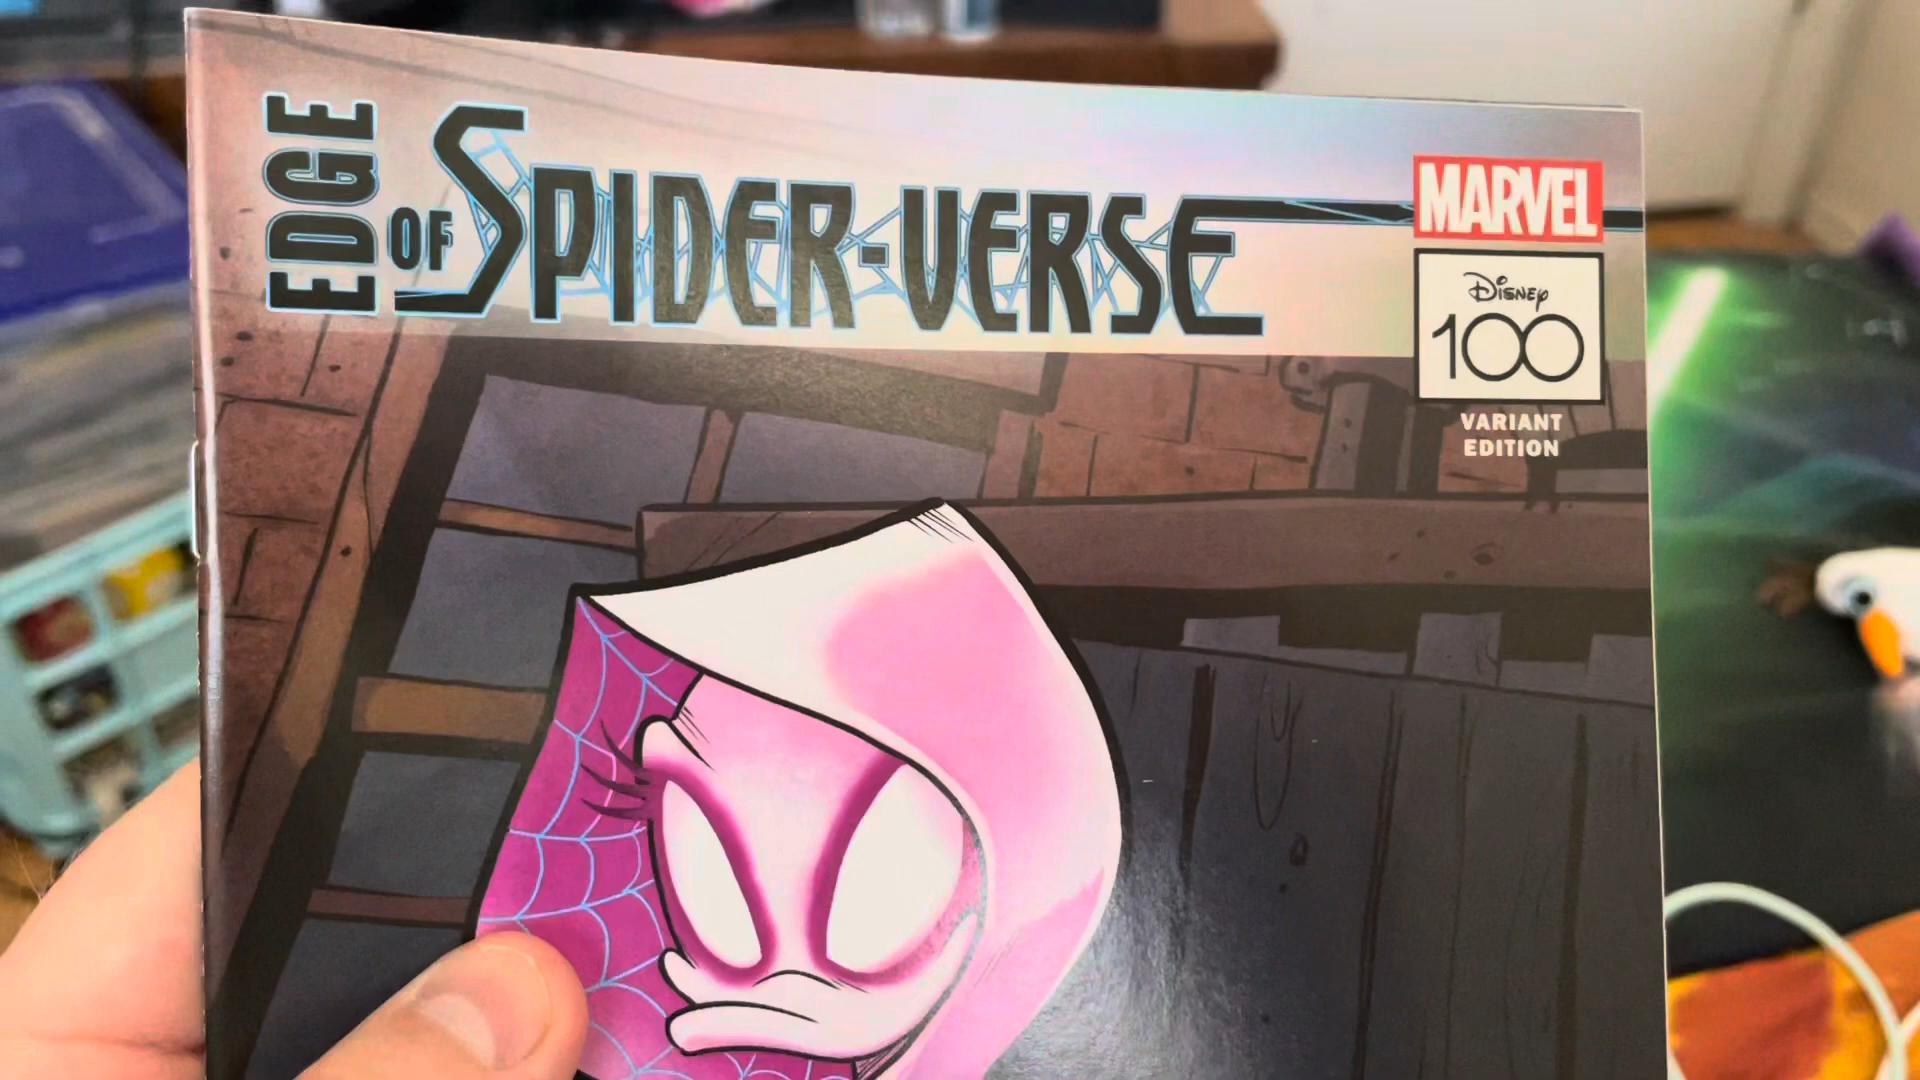 EDGE
OF SPIDER-VERSE
MARVEL
Disney
100
VARIANT
EDITION